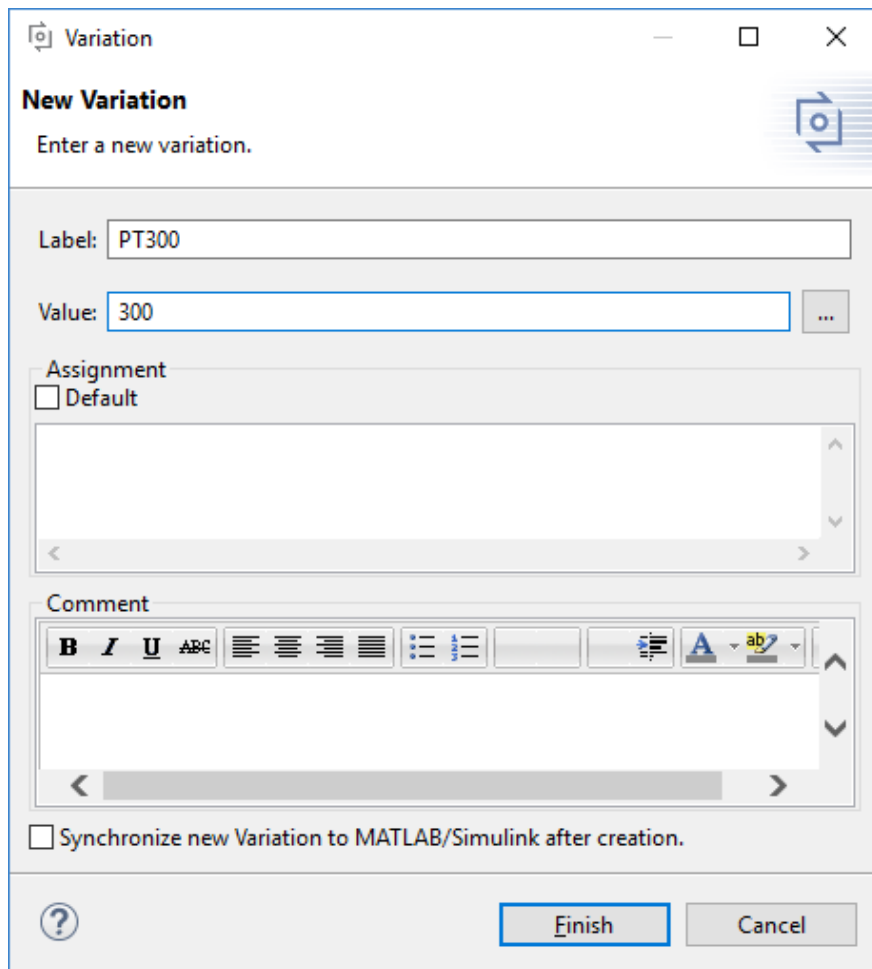 Variation
New Variation
Enter a new variation.
Label: PT300
Value: 300 ...
Assignment
Default
Comment
B I U ABC A ab
Synchronize new Variation to MATLAB/Simulink after creation.
? Finish Cancel